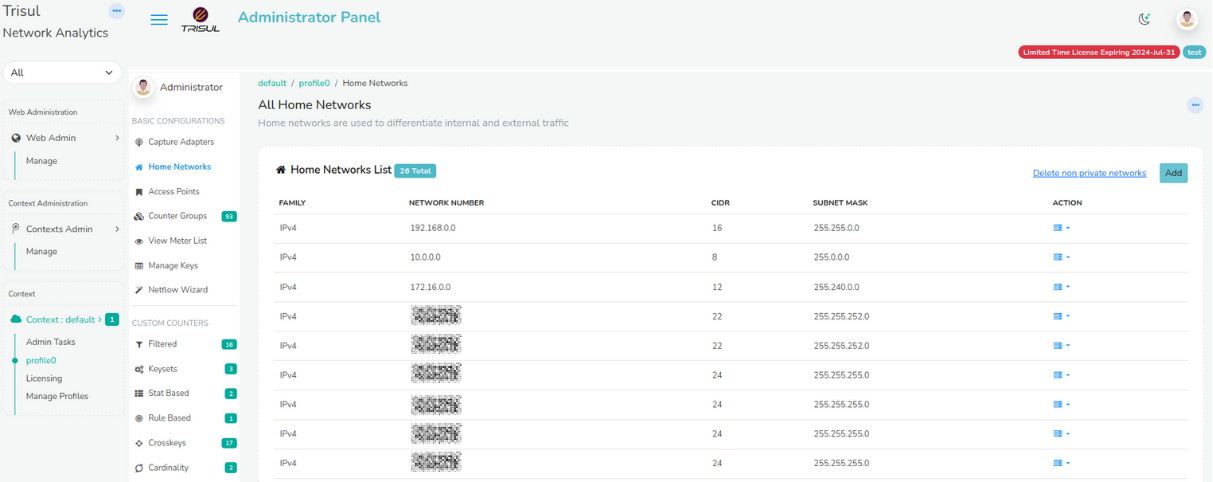 Trisul
Network Analytics
TRISUL
Administrator Panel
Limited Time License Expiring 2024-Jul-31 test
All
Web Administration
Web Admin
Manage
Context Administration
Contexts Admin
Manage
Context
Context : default > 1
Admin Tasks
profile0
Licensing
Manage Profiles
Administrator
BASIC CONFIGURATIONS
Capture Adapters
Home Networks
Access Points
Counter Groups 93
View Meter List
Manage Keys
Netflow Wizard
CUSTOM COUNTERS
Filtered 16
Keysets 3
Stat Based 2
Rule Based 1
Crosskeys 17
Cardinality 2
default / profile0 / Home Networks
All Home Networks
Home networks are used to differentiate internal and external traffic
Home Networks List 26 Total
Delete non private networks Add
FAMILY NETWORK NUMBER CIDR SUBNET MASK ACTION
IPv4 192.168.0.0 16 255.255.0.0
IPv4 10.0.0.0 8 255.0.0.0
IPv4 172.16.0.0 12 255.240.0.0
IPv4 22 255.255.252.0
IPv4 22 255.255.252.0
IPv4 24 255.255.255.0
IPv4 24 255.255.255.0
IPv4 24 255.255.255.0
IPv4 24 255.255.255.0